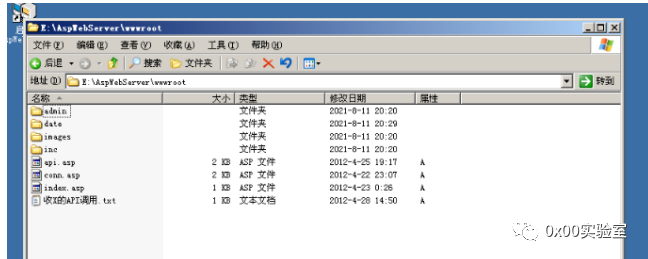 E:\AspWebServer\wwwroot
文件(F) 编辑(E) 查看(V) 收藏(A) 工具(T) 帮助(H)
后退 搜索 文件夹
地址(D) E:\AspWebServer\wwwroot 转到
名称 大小 类型 修改日期 属性
admin 文件夹 2021-8-11 20:20
data 文件夹 2021-8-11 20:29
images 文件夹 2021-8-11 20:20
inc 文件夹 2021-8-11 20:20
api.asp 2 KB ASP 文件 2012-4-25 19:17 A
conn.asp 2 KB ASP 文件 2012-4-22 23:07 A
index.asp 1 KB ASP 文件 2012-4-23 0:26 A
收X的API调用.txt 1 KB 文本文档 2012-4-28 14:50 A
0x00实验室